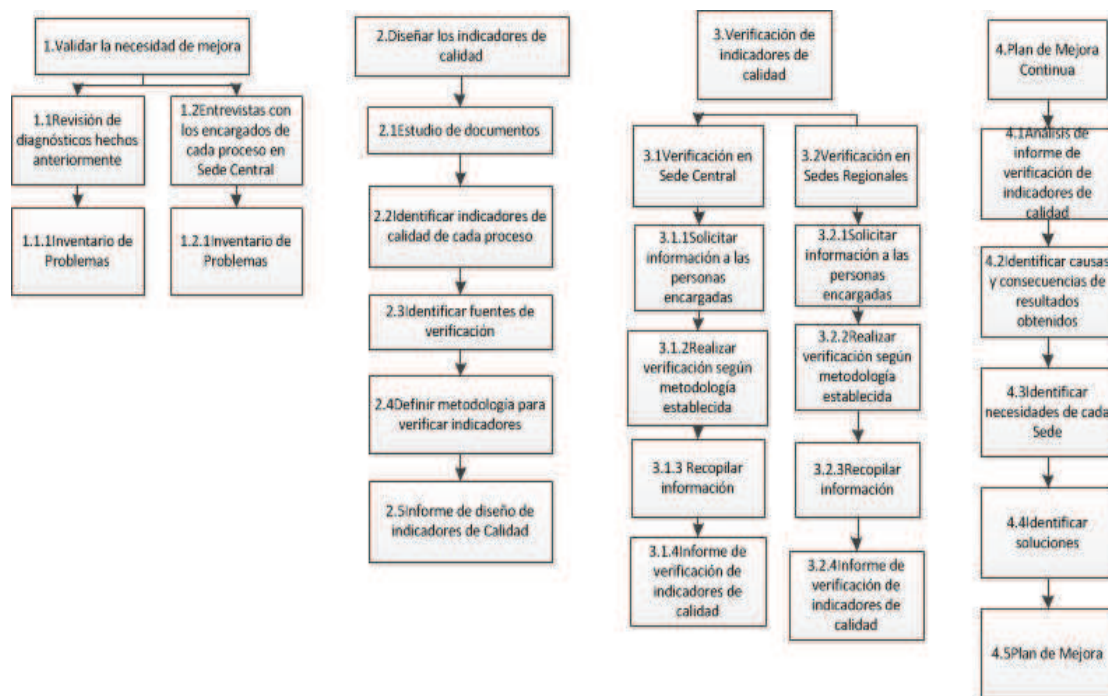 1.Validar la necesidad de mejora
1.1Revisión de
diagnósticos hechos
anteriormente
1.2Entrevistas con
los encargados de
cada proceso en
Sede Central
1.1.1Inventario de
Problemas
1.2.1Inventario de
Problemas
2.Diseñar los indicadores de
calidad
2.1Estudio de documentos
2.2Identificar indicadores de
calidad de cada proceso
2.3Identificar fuentes de
verificación
2.4Definir metodología para
verificar indicadores
2.5Informe de diseño de
indicadores de Calidad
3.Verificación de
indicadores de
calidad
3.1Verificación en
Sede Central
3.1.1Solicitar
información a las
personas
encargadas
3.1.2Realizar
verificación según
metodología
establecida
3.1.3 Recopilar
información
3.1.4Informe de
verificación de
indicadores de
calidad
3.2Verificación en
Sedes Regionales
3.2.1Solicitar
información a las
personas
encargadas
3.2.2Realizar
verificación según
metodología
establecida
3.2.3Recopilar
información
3.2.4Informe de
verificación de
indicadores de
calidad
4.Plan de Mejora
Continua
4.1Análisis de
informe de
verificación de
indicadores de
calidad
4.2Identificar causas
y consecuencias de
resultados
obtenidos
4.3Identificar
necesidades de cada
Sede
4.4Identificar
soluciones
4.5Plan de Mejora